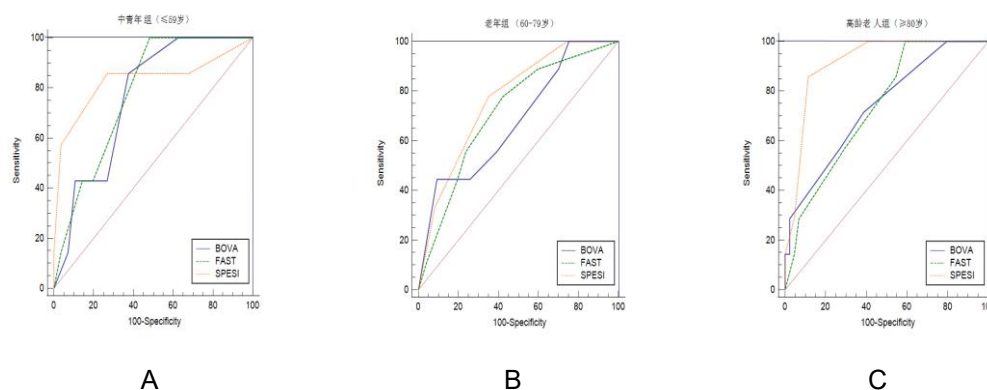 中青年组（≤59岁）
100
80
60
40
20
0
Sensitivity
BOVA
FAST
SPESI
0 20 40 60 80 100
100-Specificity
A
老年组 （60-79岁）
100
80
60
40
20
0
Sensitivity
BOVA
FAST
SPESI
0 20 40 60 80 100
100-Specificity
B
高龄老人组（≥80岁）
100
80
60
40
20
0
Sensitivity
BOVA
FAST
SPESI
0 20 40 60 80 100
100-Specificity
C